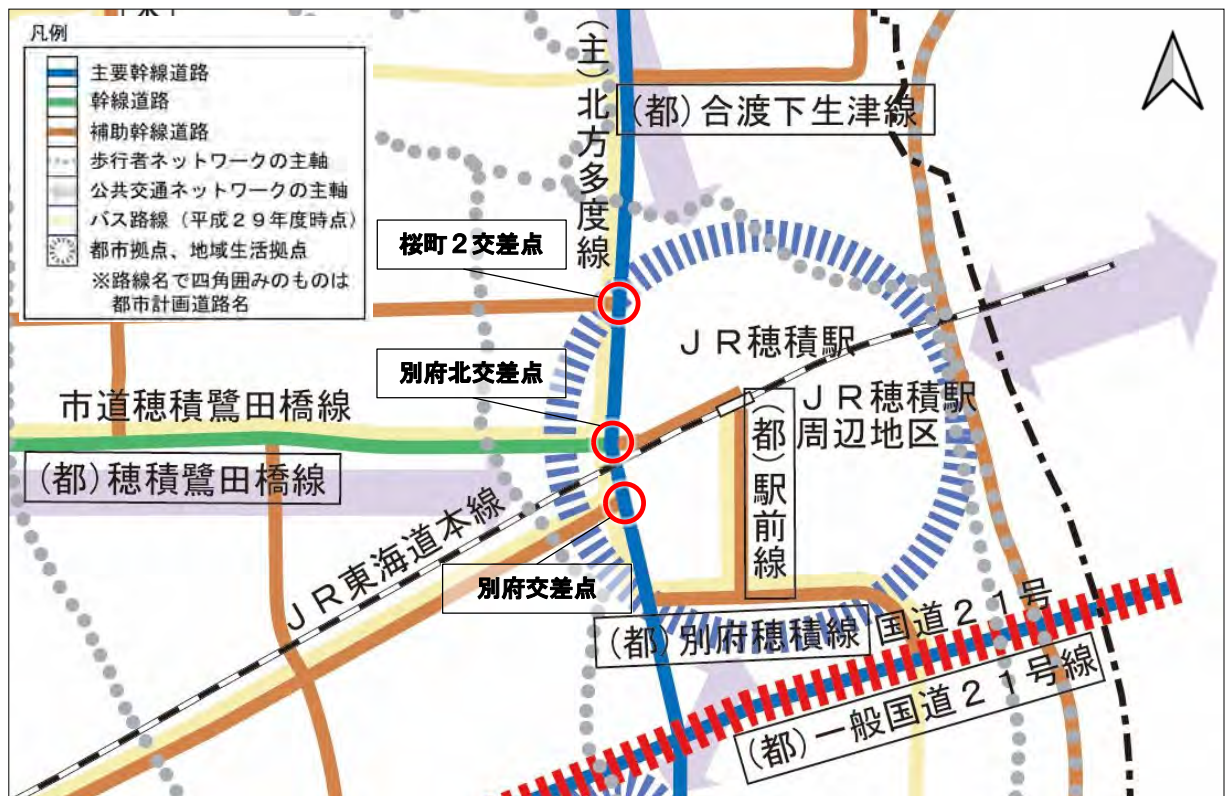 凡例
主要幹線道路
幹線道路
補助幹線道路
歩行者ネットワークの主軸
公共交通ネットワークの主軸
バス路線（平成２９年度時点）
都市拠点、地域生活拠点
※路線名で四角囲みのものは
都市計画道路名
(主)北方多度線
(都)合渡下生津線
桜町２交差点
ＪＲ穂積駅
別府北交差点
市道穂積鷺田橋線
ＪＲ穂積駅
周辺地区
(都)穂積鷺田橋線
(都)駅前線
ＪＲ東海道本線
別府交差点
(都)別府穂積線
国道２１号
(都)一般国道２１号線